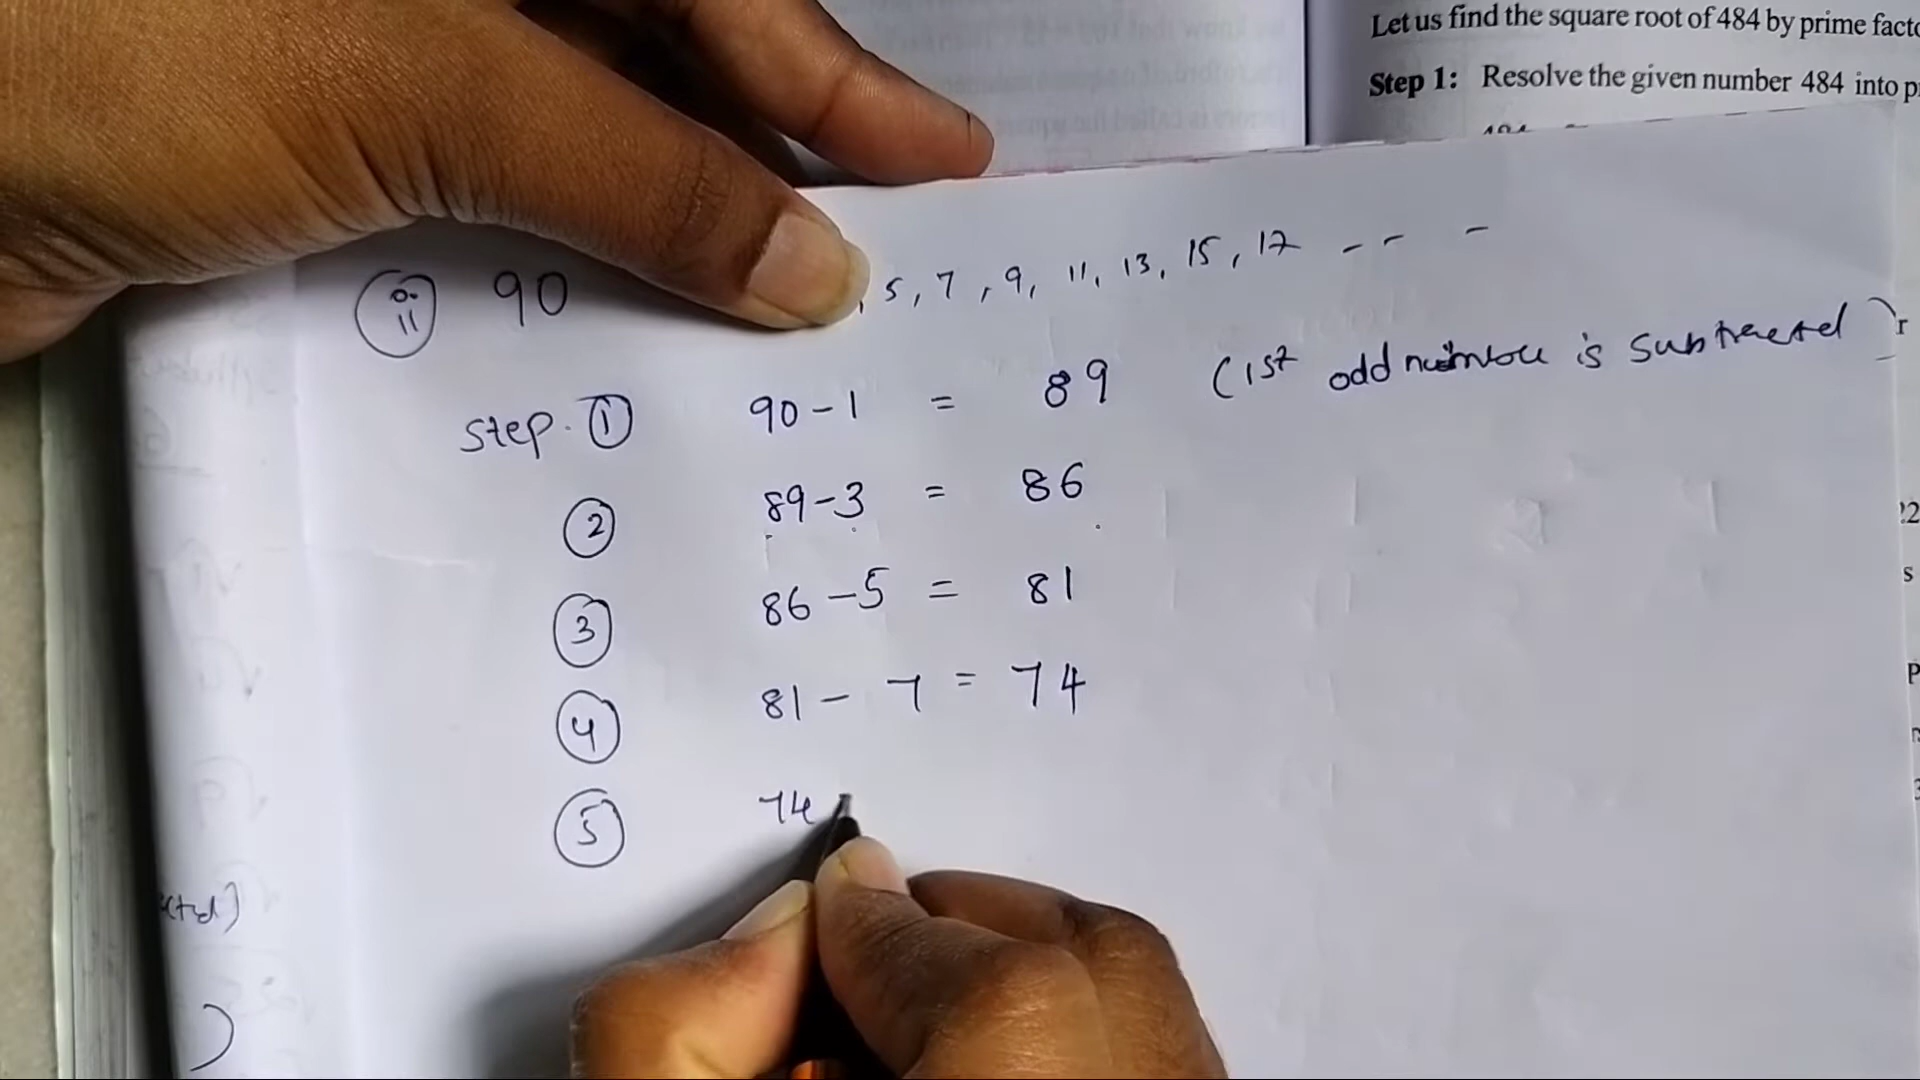 Let us find the square root of 484 by prime
Step 1: Resolve the given number 484 into
ii 90 , 5, 7, 9, 11, 13, 15, 17 - - -
Step. 1 90 - 1 = 89 (1st odd number is subtracted)
2 89 - 3 = 86
3 86 - 5 = 81
4 81 - 7 = 74
5 74